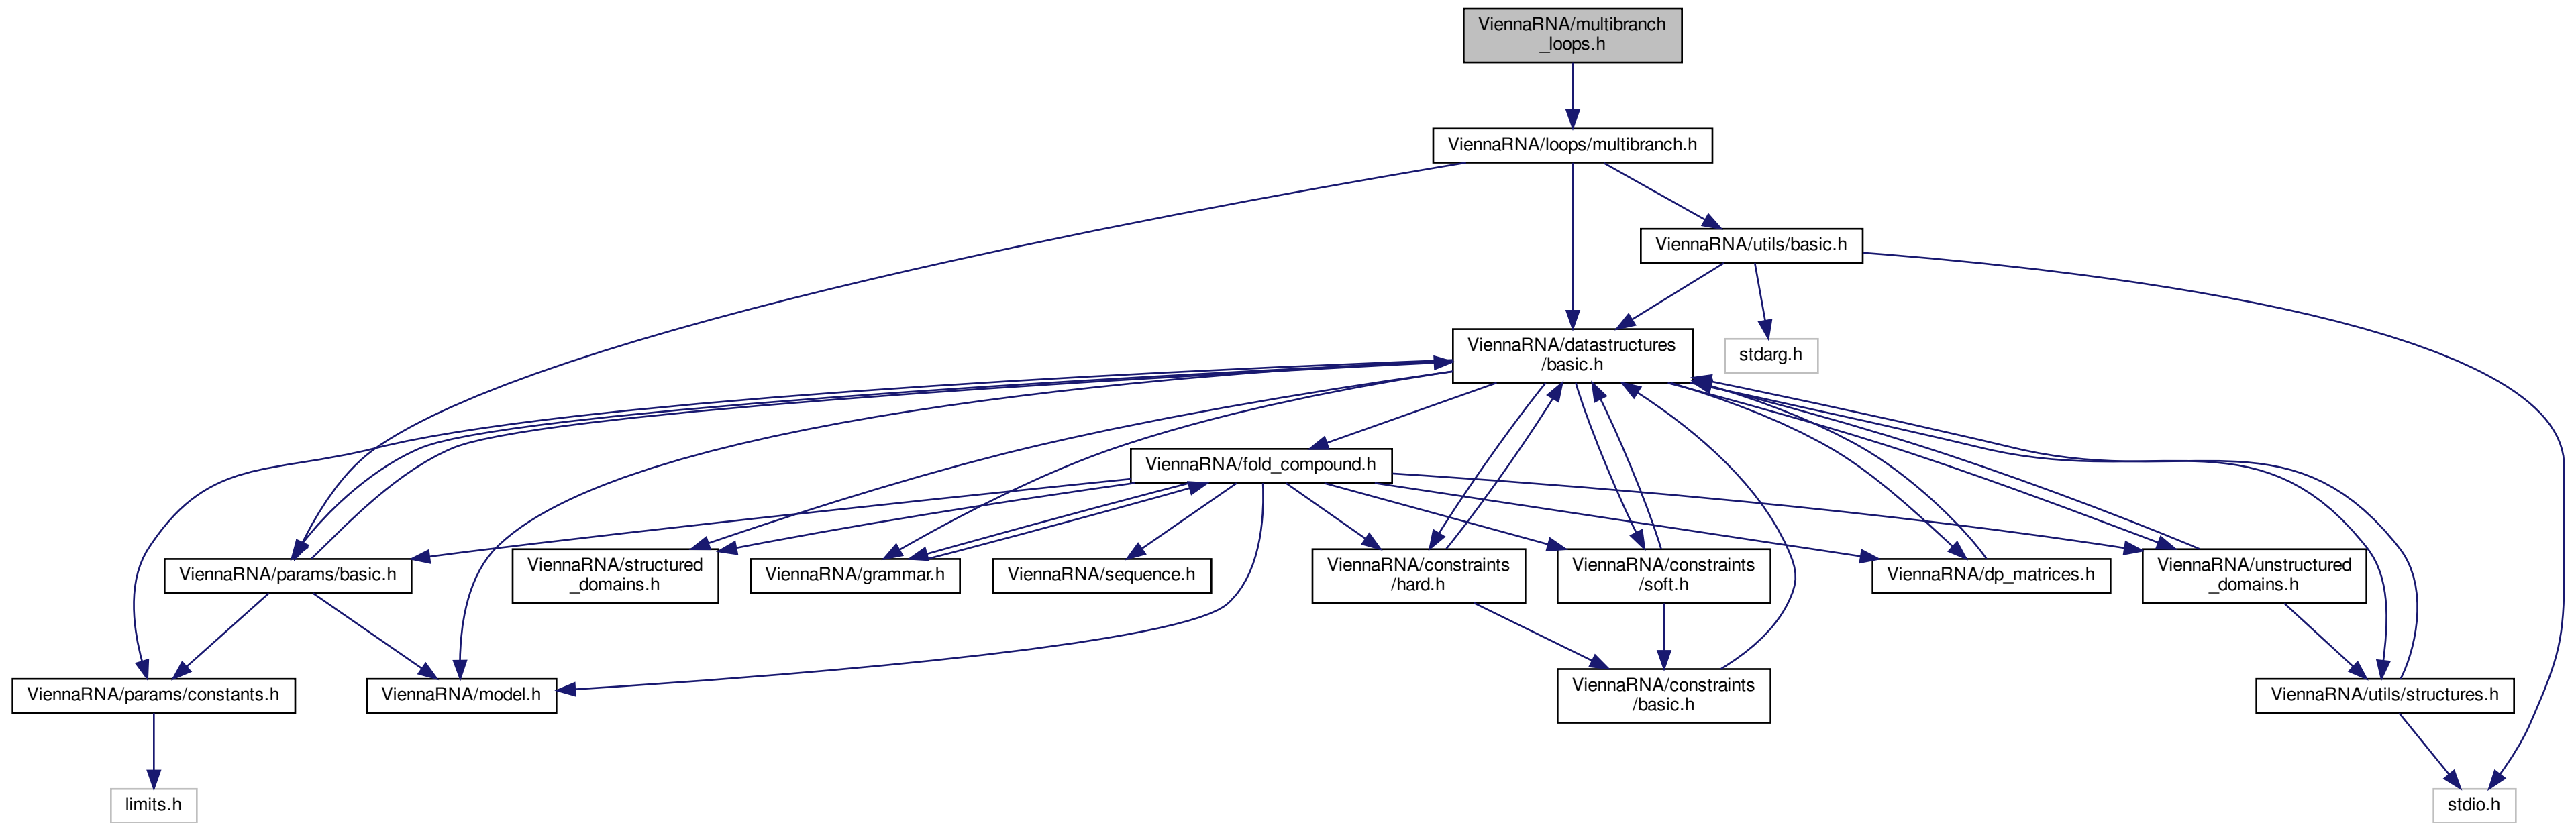 ViennaRNA/multibranch
_loops.h
ViennaRNA/loops/multibranch.h
ViennaRNA/utils/basic.h
ViennaRNA/datastructures
/basic.h
stdarg.h
ViennaRNA/fold_compound.h
ViennaRNA/params/basic.h
ViennaRNA/structured
_domains.h
ViennaRNA/grammar.h
ViennaRNA/sequence.h
ViennaRNA/constraints
/hard.h
ViennaRNA/constraints
/soft.h
ViennaRNA/dp_matrices.h
ViennaRNA/unstructured
_domains.h
ViennaRNA/params/constants.h
ViennaRNA/model.h
ViennaRNA/constraints
/basic.h
ViennaRNA/utils/structures.h
limits.h
stdio.h